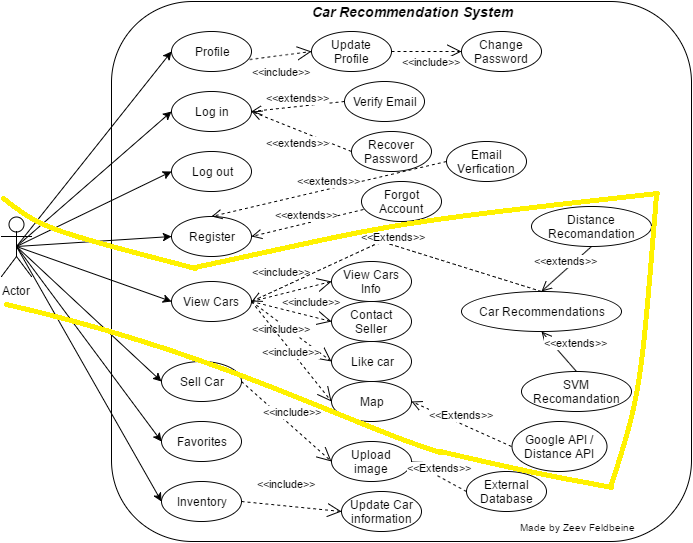 Car Recommendation System
Profile
<<include>>
Update
Profile
<<include>>
Change
Password
Log in
<<extends>>
Verify Email
<<extends>>
Recover
Password
Log out
Email
Verfication
<<extends>>
Forgot
Account
<<extends>>
Register
Distance
Recomandation
<<Extends>>
<<extends>>
Actor
View Cars
<<include>>
View Cars
Info
<<include>>
Contact
Seller
<<include>>
Like car
<<include>>
Map
Car Recommendations
<<extends>>
SVM
Recomandation
Sell Car
<<include>>
<<Extends>>
Google API /
Distance API
Favorites
Upload
image
<<Extends>>
External
Database
Inventory
<<include>>
Update Car
information
Made by Zeev Feldbeine